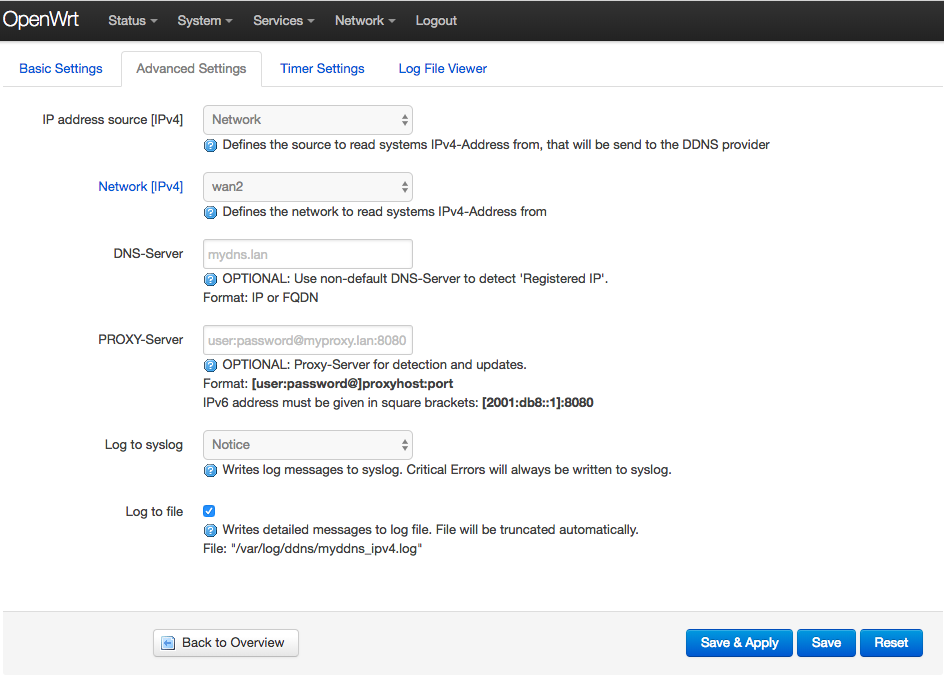 OpenWrt Status System Services Network Logout
Basic Settings Advanced Settings Timer Settings Log File Viewer
IP address source [IPv4] Network
Defines the source to read systems IPv4-Address from, that will be send to the DDNS provider
Network [IPv4] wan2
Defines the network to read systems IPv4-Address from
DNS-Server mydns.lan
OPTIONAL: Use non-default DNS-Server to detect 'Registered IP'.
Format: IP or FQDN
PROXY-Server user:password@myproxy.lan:8080
OPTIONAL: Proxy-Server for detection and updates.
Format: [user:password@]proxyhost:port
IPv6 address must be given in square brackets: [2001:db8::1]:8080
Log to syslog Notice
Writes log messages to syslog. Critical Errors will always be written to syslog.
Log to file
Writes detailed messages to log file. File will be truncated automatically.
File: "/var/log/ddns/myddns_ipv4.log"
Back to Overview Save & Apply Save Reset